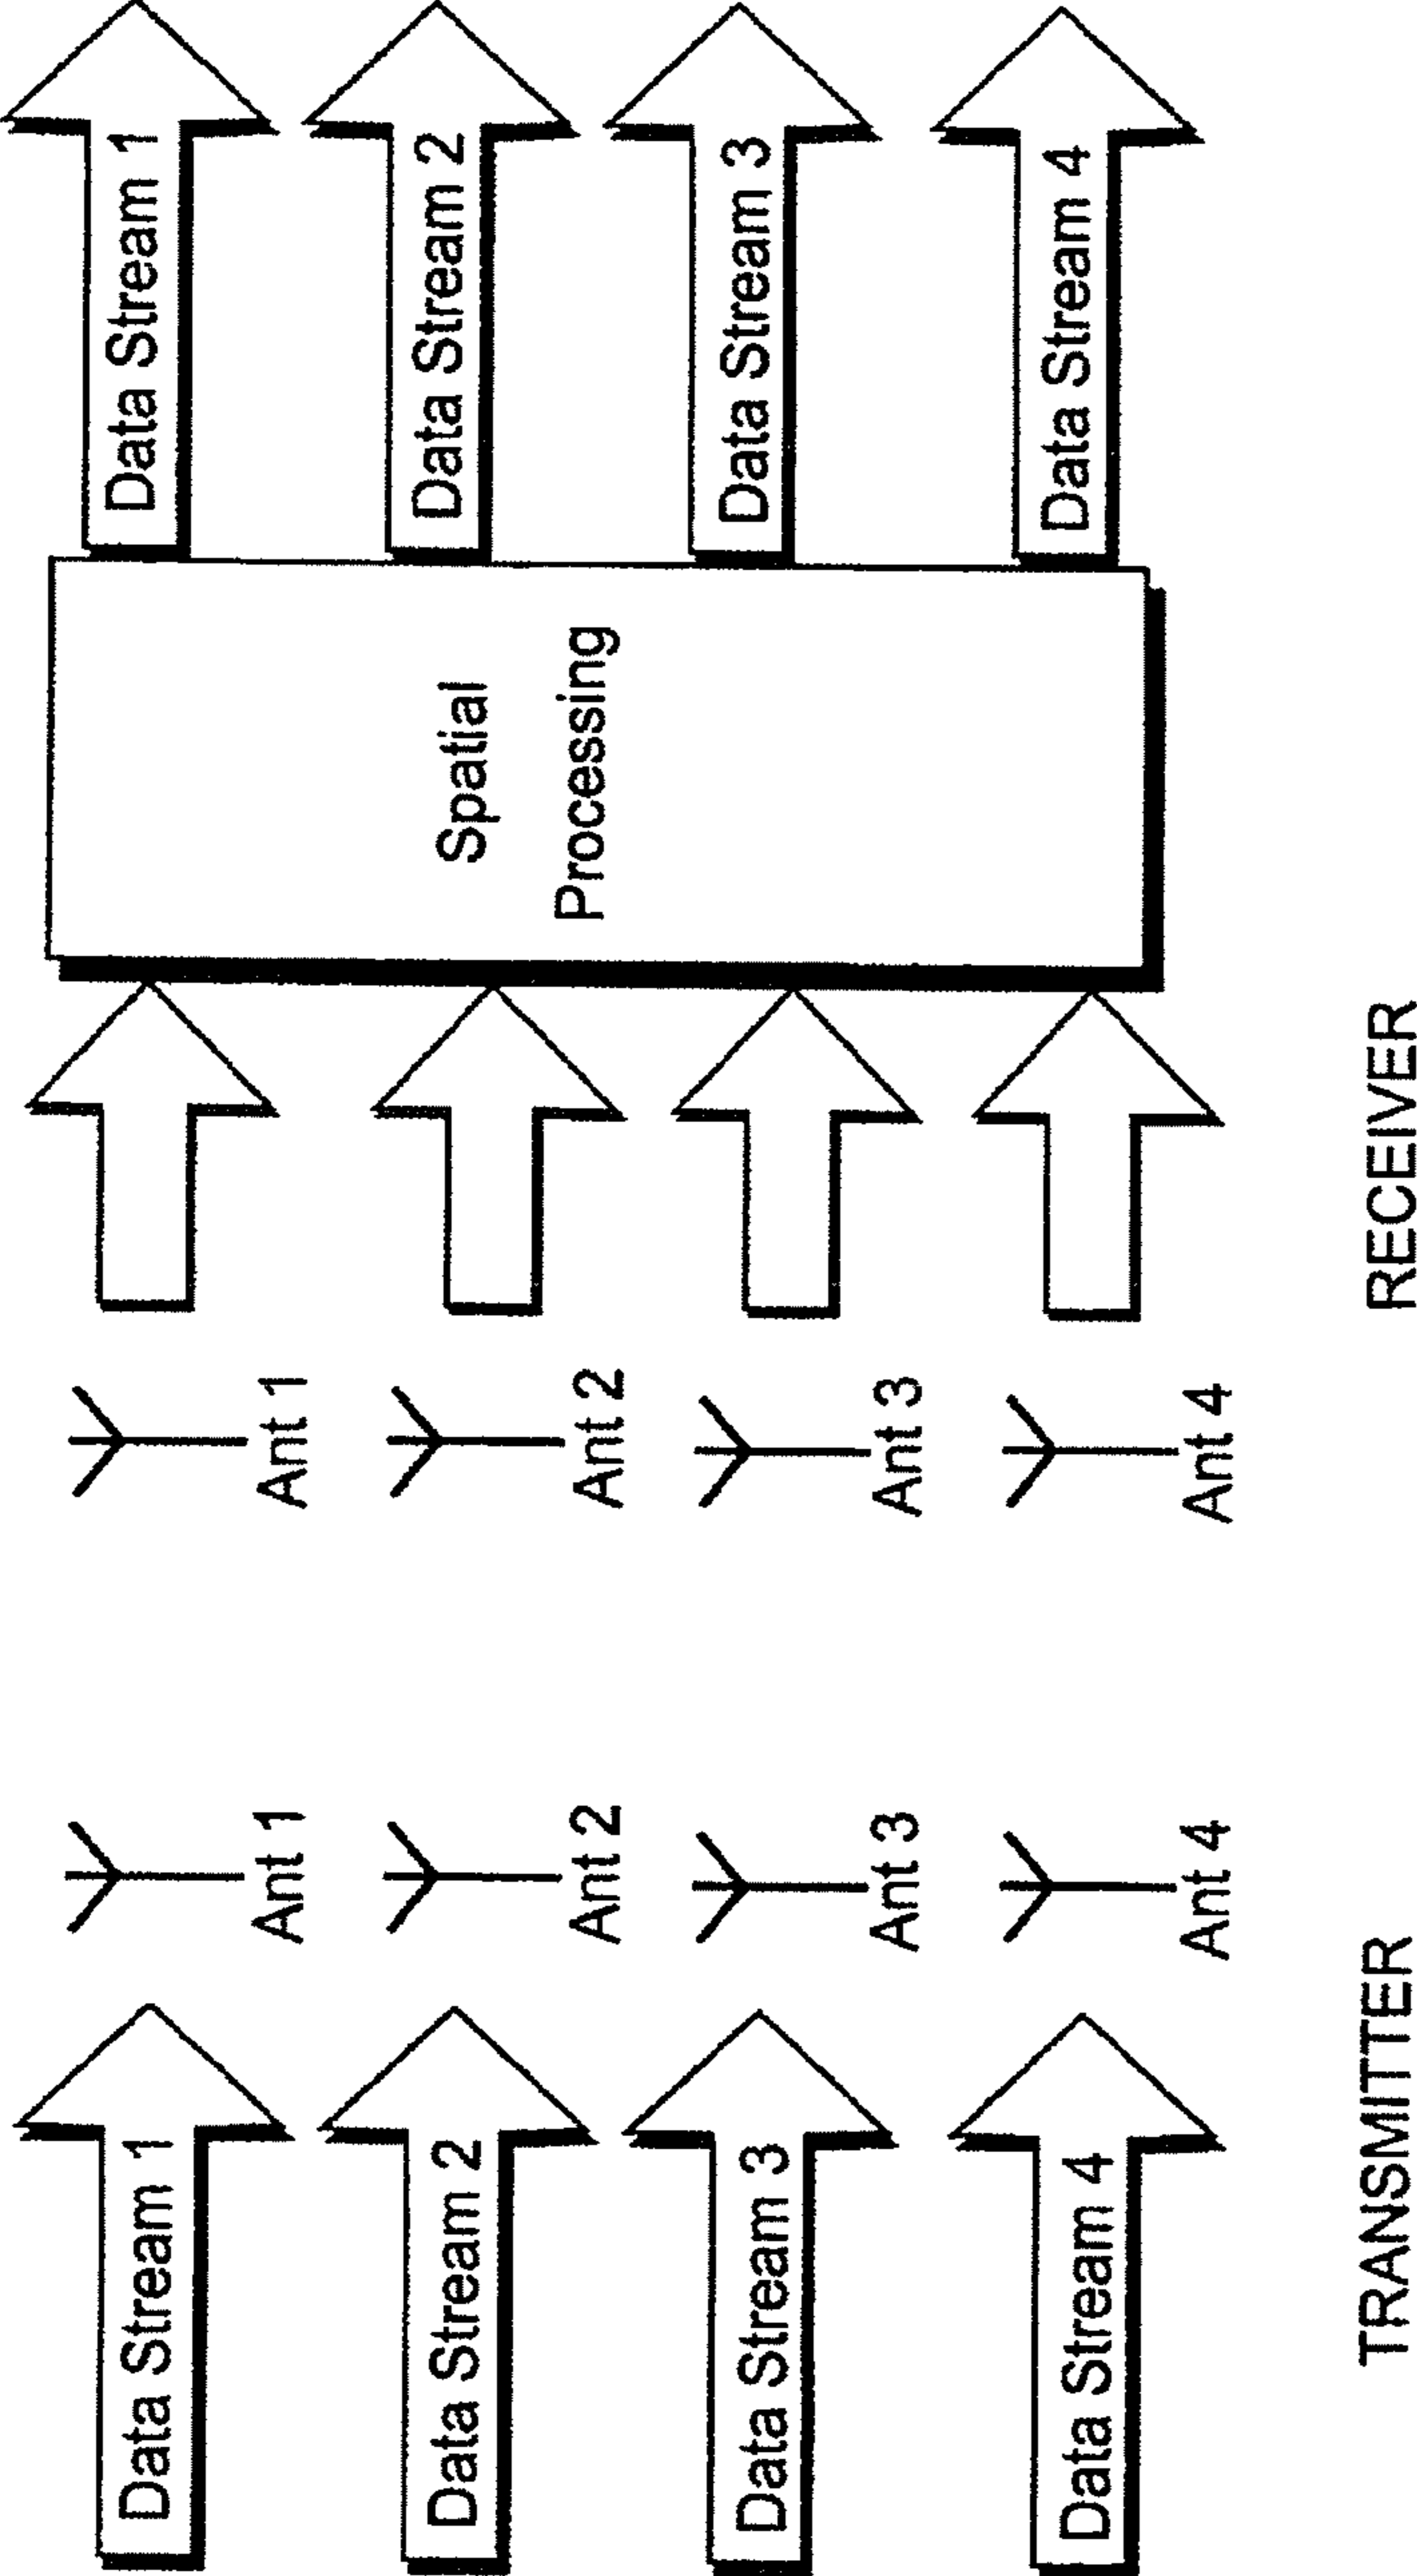 Data Stream 1
Data Stream 2
Data Stream 3
Data Stream 4
Ant 1
Ant 2
Ant 3
Ant 4
TRANSMITTER
Ant 1
Ant 2
Ant 3
Ant 4
Spatial
Processing
Data Stream 1
Data Stream 2
Data Stream 3
Data Stream 4
RECEIVER